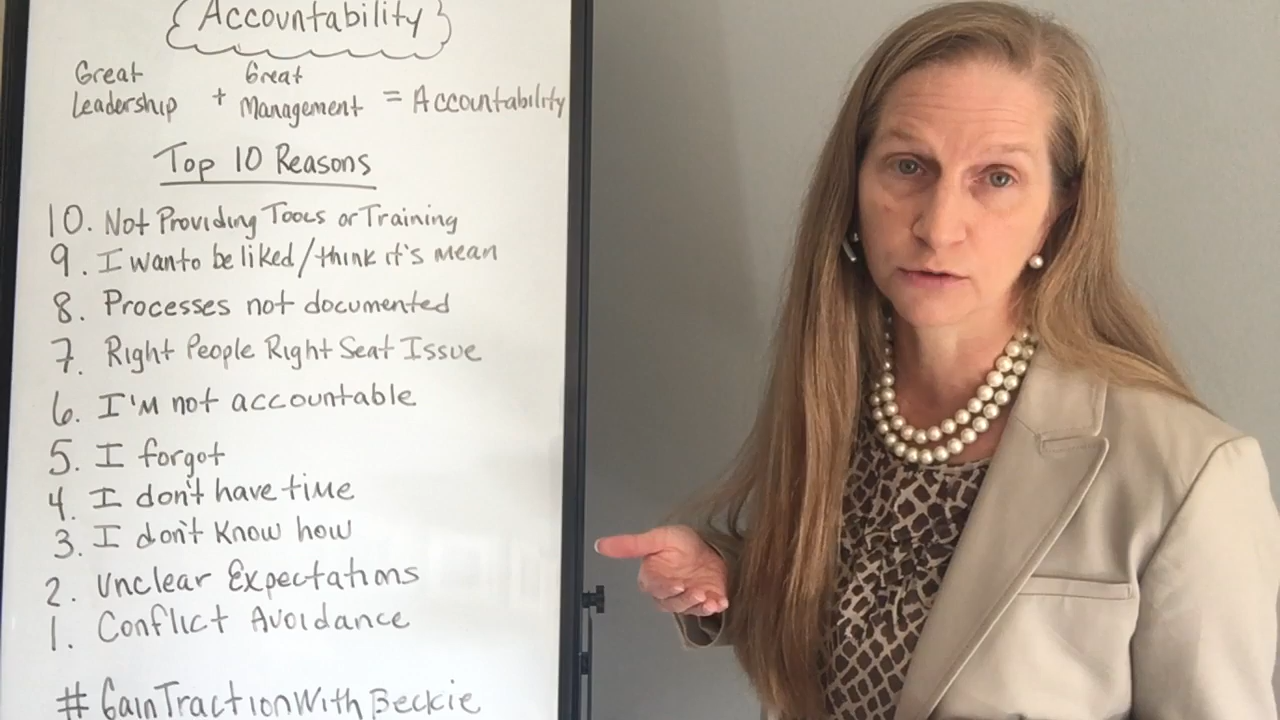 Accountability
Great Leadership + Great Management = Accountability
Top 10 Reasons
10. Not Providing Tools or Training
9. I wan to be liked/think it's mean
8. Processes not documented
7. Right People Right Seat Issue
6. I'M not accountable
5. I forgot
4. I don't have time
3. I don't know how
2. Unclear Expectations
1. Conflict Avoidance
#GainTractionWithBeckie